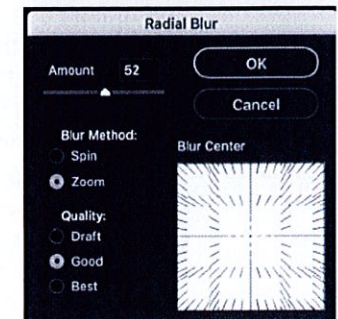 Radial Blur
Amount 52
OK
Cancel
Blur Method:
Spin
Zoom
Blur Center
Quality:
Draft
Good
Best